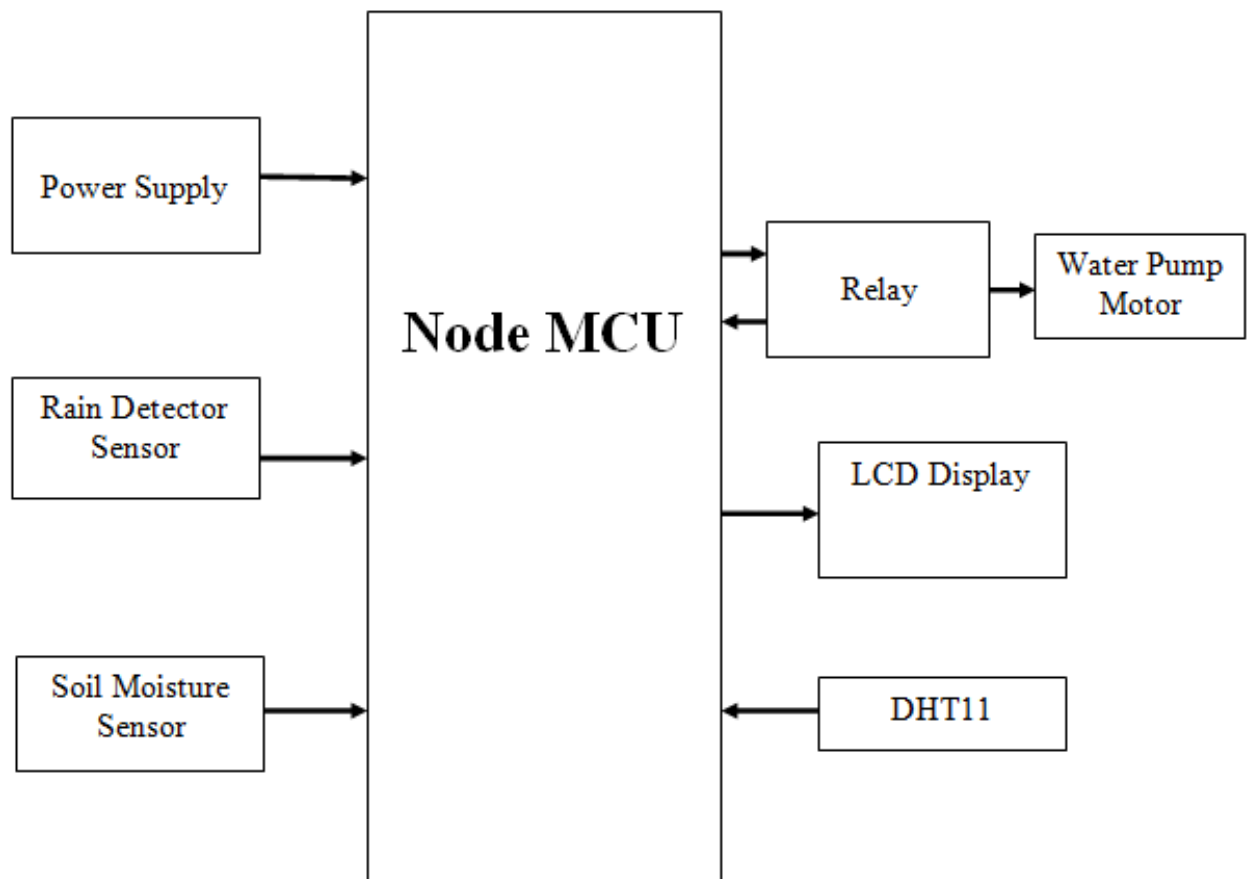 Power Supply
Rain Detector
Sensor
Soil Moisture
Sensor
Node MCU
Relay
Water Pump
Motor
LCD Display
DHT11